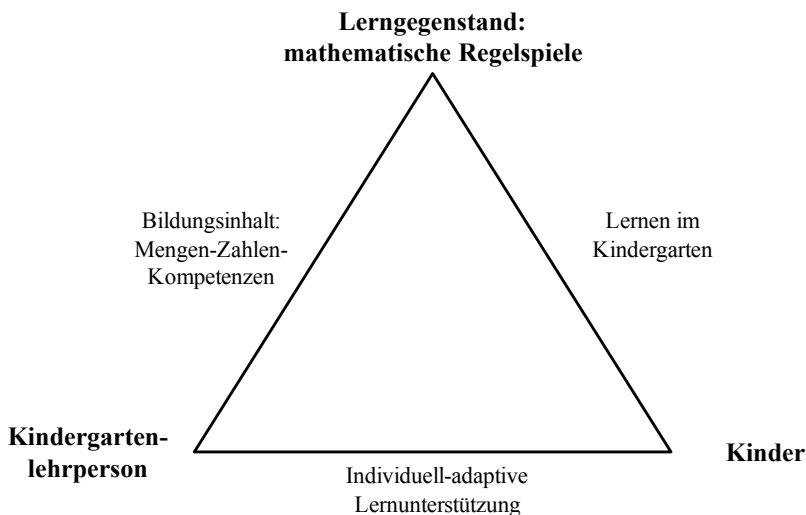 Lerngegenstand:
mathematische Regelspiele
Bildungsinhalt:
Mengen-Zahlen-
Kompetenzen
Lernen im
Kindergarten
Kindergarten-
lehrperson
Kinder
Individuell-adaptive
Lernunterstützung